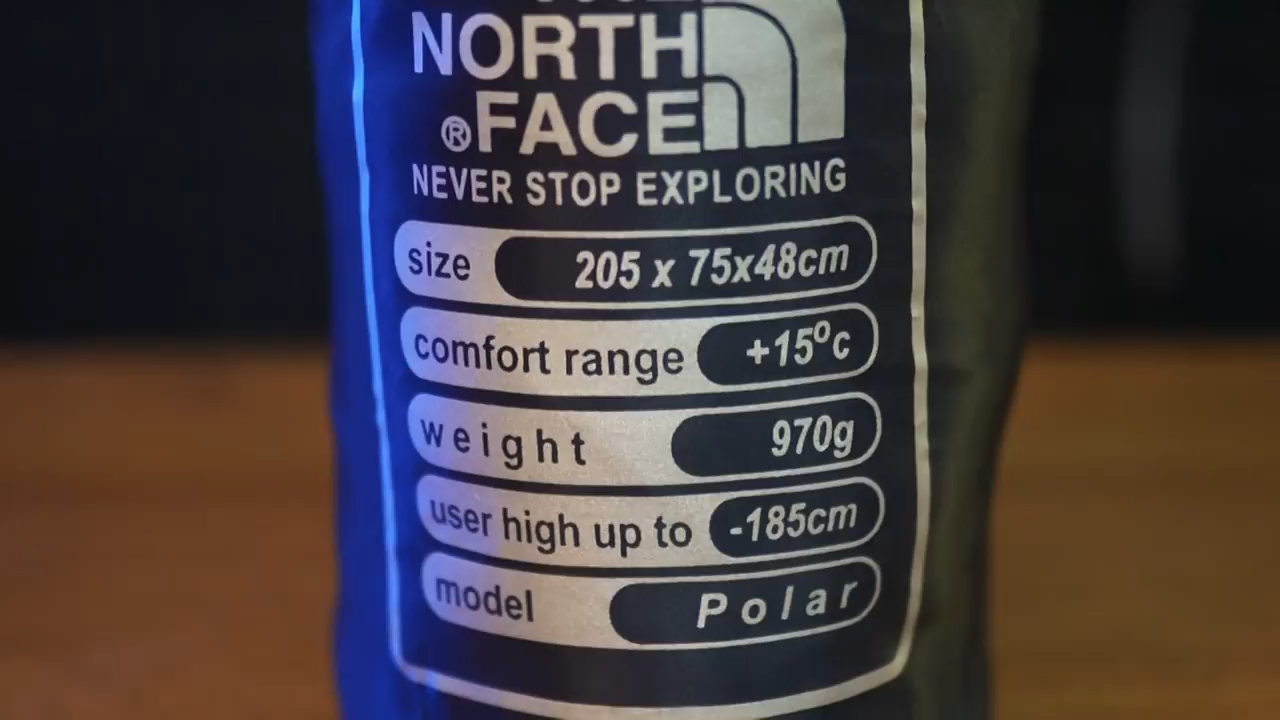 NORTH
®FACE
NEVER STOP EXPLORING
size 205 x 75x48cm
comfort range +15ºc
weight 970g
user high up to -185cm
model Polar